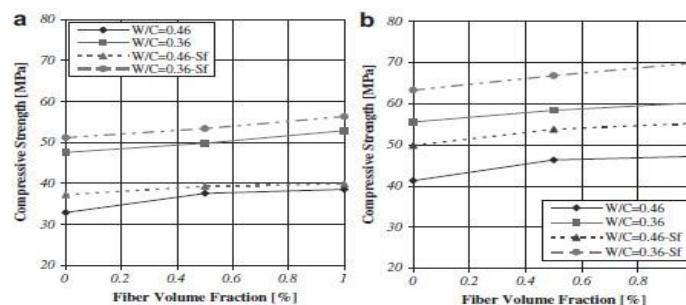 a
80
70
60
50
40
30
20
Compressive Strength [MPa]
W/C=0.46
W/C=0.36
W/C=0.46-Sf
W/C=0.36-Sf
0 0.2 0.4 0.6 0.8 1
Fiber Volume Fraction [%]
b
80
70
60
50
40
30
20
Compressive Strength [MPa]
W/C=0.46
W/C=0.36
W/C=0.46-Sf
W/C=0.36-Sf
0 0.2 0.4 0.6 0.8
Fiber Volume Fraction [%]